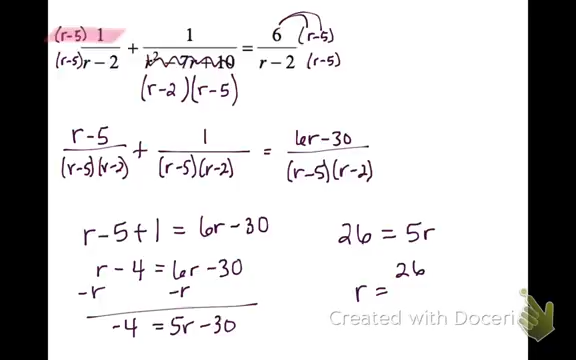 (r-5) 1/(r-5) r-2 + 1/r²-7r+10 = 6/r-2 (r-5)/(r-5)
(r-2)(r-5)
r-5/(r-5)(r-2) + 1/(r-5)(r-2) = 6r-30/(r-5)(r-2)
r-5+1 = 6r-30
r-4 = 6r-30
-r -r
-4 = 5r-30
26 = 5r
r = 26
Created with Doceri